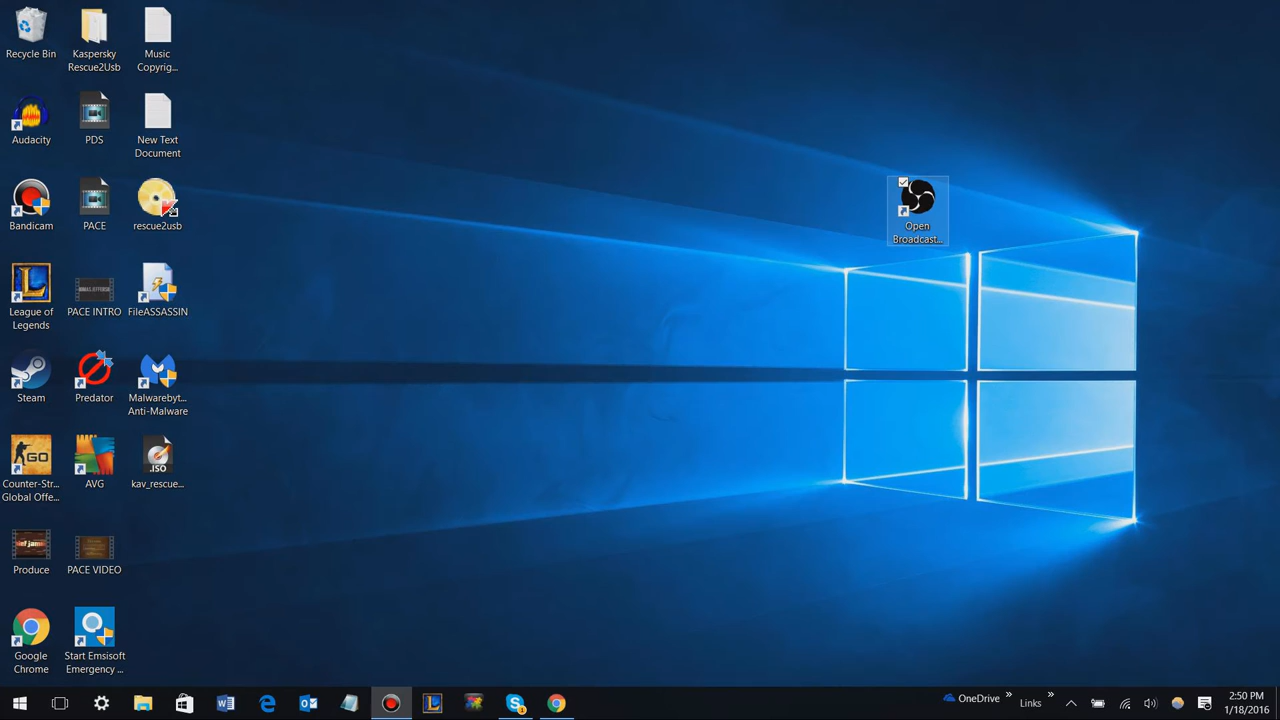 Recycle Bin
Kaspersky
Rescue2Usb
Music
Copyrig...
Audacity
PDS
New Text
Document
Bandicam
PACE
rescue2usb
League of
Legends
PACE INTRO
FileASSASSIN
Steam
Predator
Malwarebyt...
Anti-Malware
Counter-Str...
Global Offe...
GO
AVG
.ISO
kav_rescue...
Produce
PACE VIDEO
Google
Chrome
Start Emsisoft
Emergency ...
Open
Broadcast...
OneDrive
Links
2:50 PM
1/18/2016